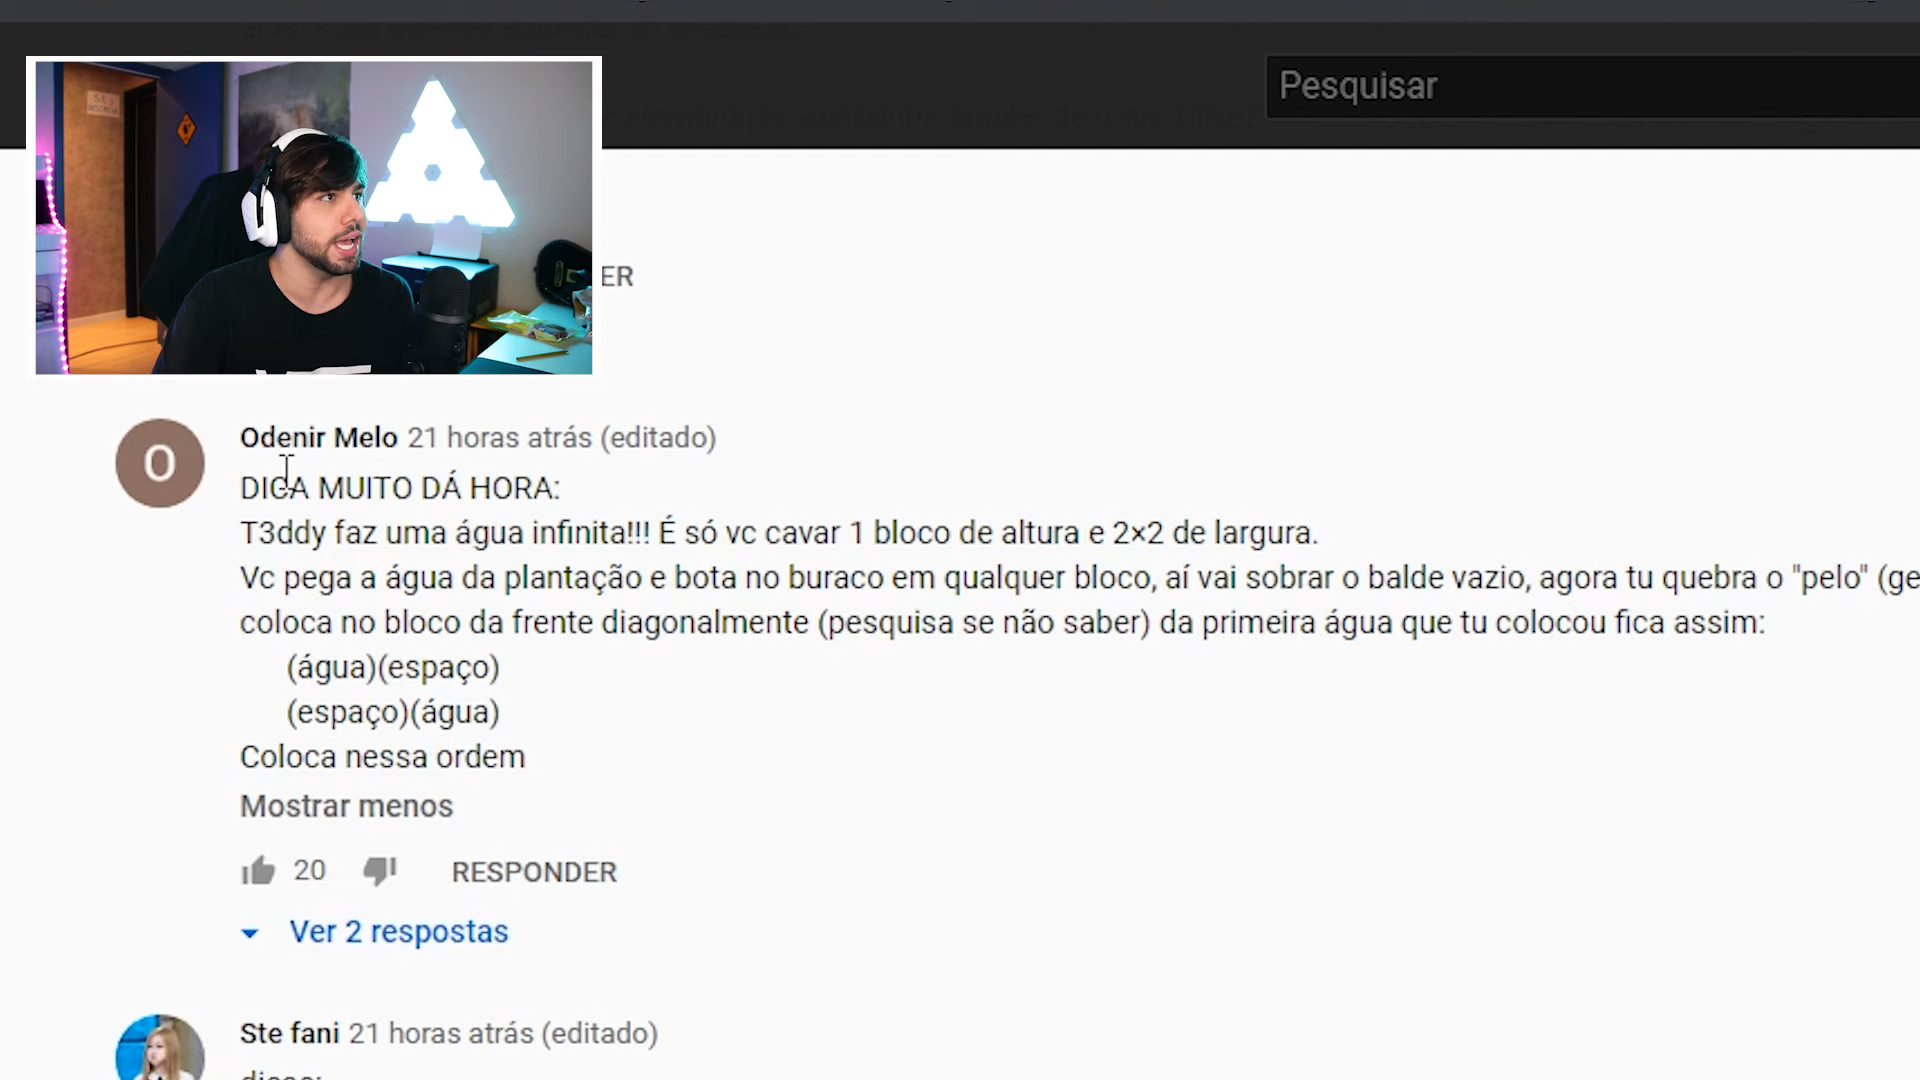 Pesquisar
ER
Odenir Melo 21 horas atrás (editado)
DICA MUITO DÁ HORA:
T3ddy faz uma água infinita!!! É só vc cavar 1 bloco de altura e 2×2 de largura.
Vc pega a água da plantação e bota no buraco em qualquer bloco, aí vai sobrar o balde vazio, agora tu quebra o "pelo" (ge
coloca no bloco da frente diagonalmente (pesquisa se não saber) da primeira água que tu colocou fica assim:
(água)(espaço)
(espaço)(água)
Coloca nessa ordem
Mostrar menos
20 RESPONDER
Ver 2 respostas
Ste fani 21 horas atrás (editado)